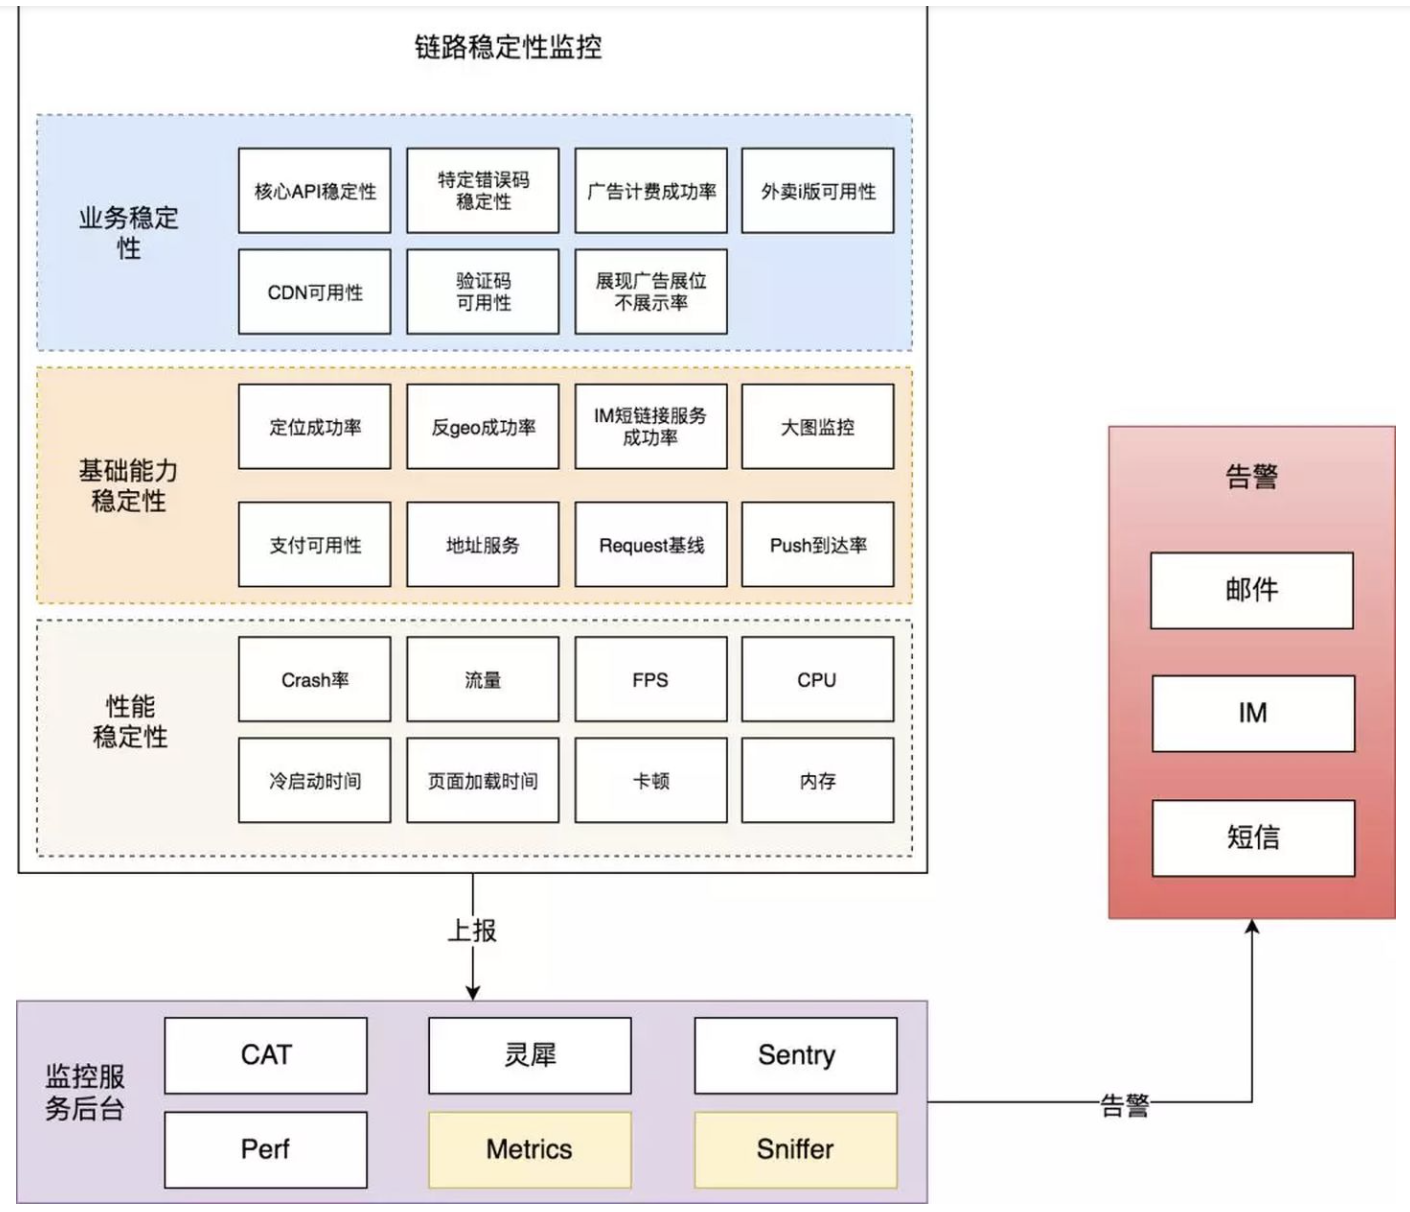 链路稳定性监控
业务稳定
性
核心API稳定性
特定错误码
稳定性
广告计费成功率
外卖i版可用性
CDN可用性
验证码
可用性
展现广告展位
不展示率
基础能力
稳定性
定位成功率
反geo成功率
IM短链接服务
成功率
大图监控
支付可用性
地址服务
Request基线
Push到达率
性能
稳定性
Crash率
流量
FPS
CPU
冷启动时间
页面加载时间
卡顿
内存
上报
监控服
务后台
CAT
灵犀
Sentry
Perf
Metrics
Sniffer
告警
告警
邮件
IM
短信